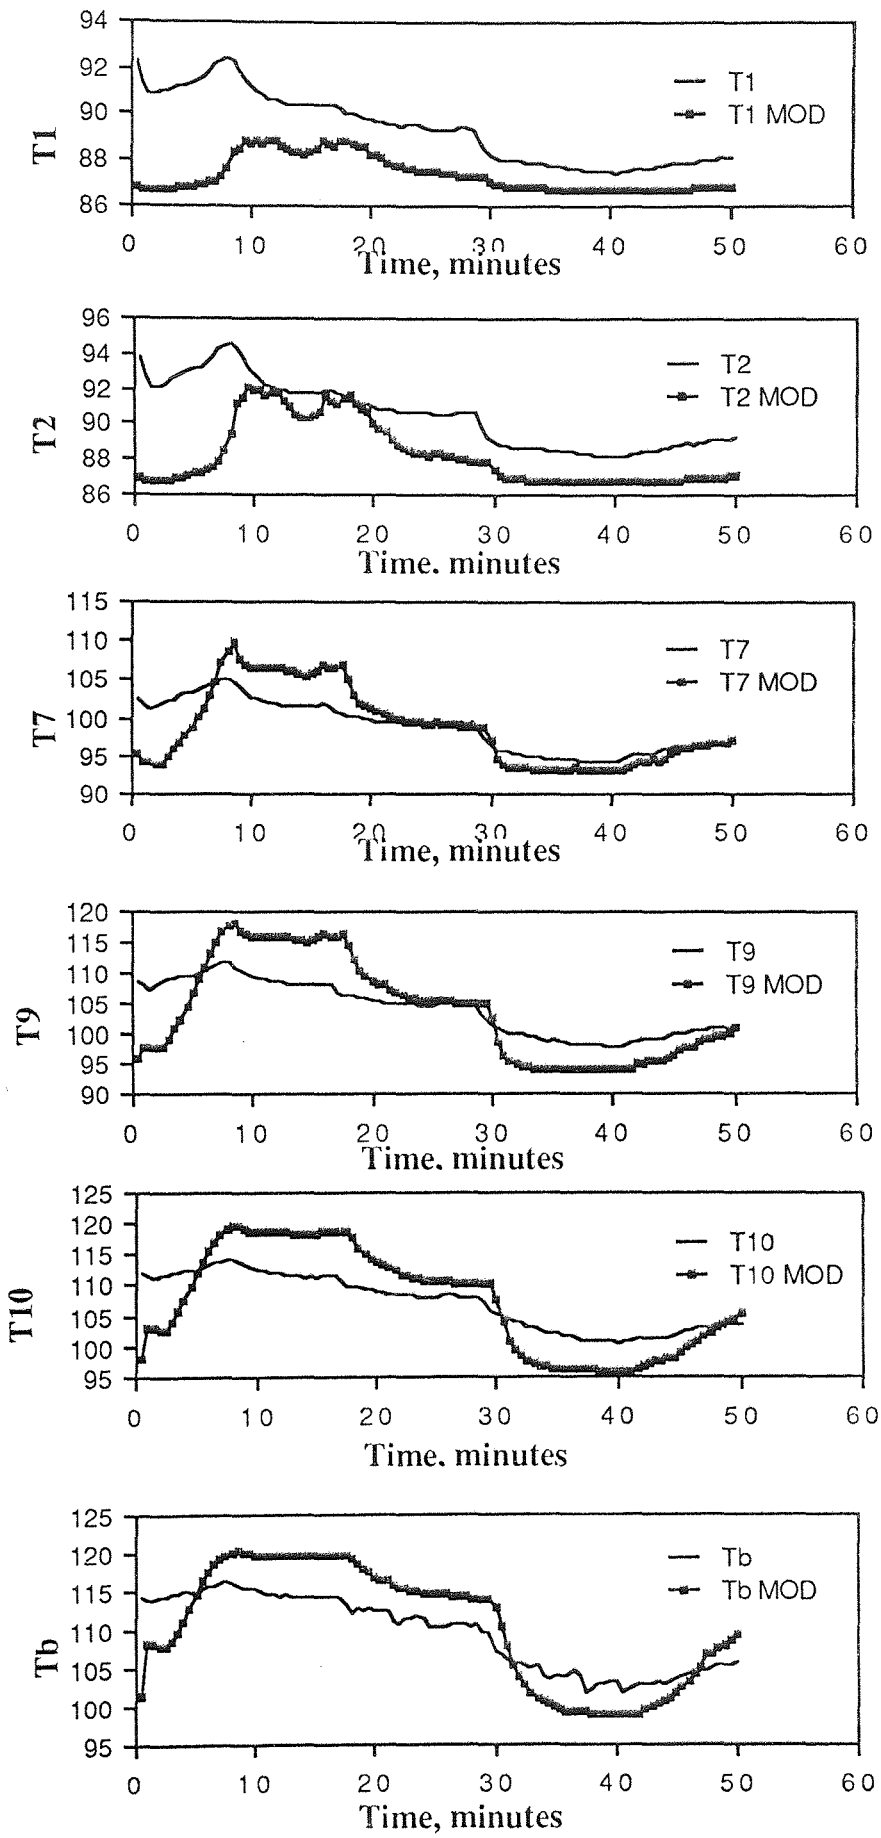 94
92
90
88
86
T1
T1
T1 MOD
0 10 20 30 40 50 60
Time, minutes
96
94
92
90
88
86
T2
T2
T2 MOD
0 10 20 30 40 50 60
Time. minutes
115
110
105
100
95
90
T7
T7
T7 MOD
0 10 20 30 40 50 60
Time, minutes
120
115
110
105
100
95
90
T9
T9
T9 MOD
0 10 20 30 40 50 60
Time. minutes
125
120
115
110
105
100
95
T10
T10
T10 MOD
0 10 20 30 40 50 60
Time. minutes
125
120
115
110
105
100
95
Tb
Tb
Tb MOD
0 10 20 30 40 50 60
Time, minutes